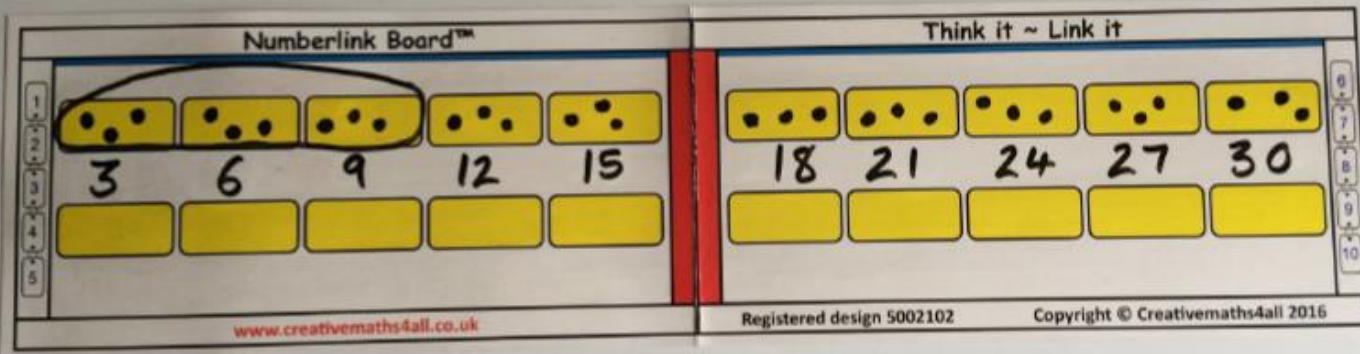 Numberlink Board™
Think it ~ Link it
1
2
3
4
5
3 6 9 12 15
18 21 24 27 30
6
7
8
9
10
www.creativemaths4all.co.uk
Registered design 5002102
Copyright © Creativemaths4all 2016